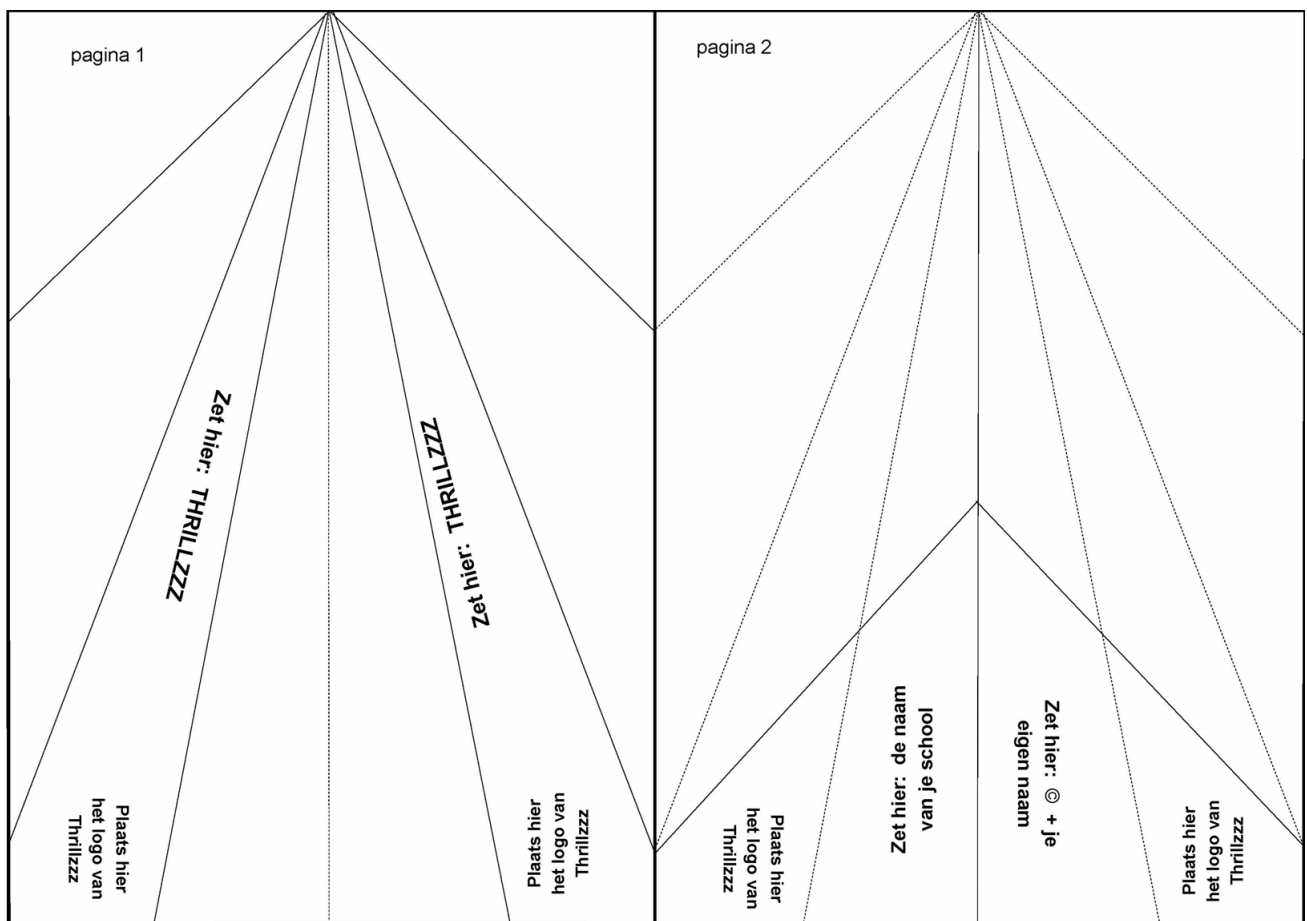 pagina 1
Zet hier: THRILLZZZ
Zet hier: THRILLZZZ
Plaats hier
het logo van
Thrillzzz
Plaats hier
het logo van
Thrillzzz
pagina 2
Zet hier: de naam
van je school
Zet hier: © + je
eigen naam
Plaats hier
het logo van
Thrillzzz
Plaats hier
het logo van
Thrillzzz